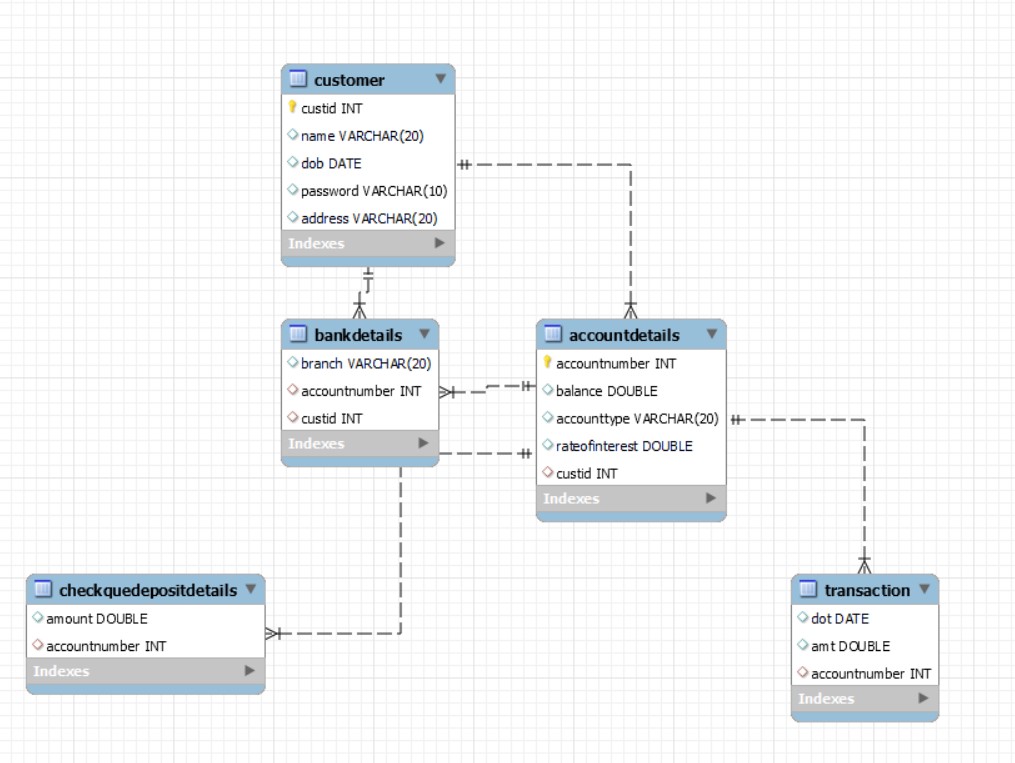 customer
custid INT
name VARCHAR(20)
dob DATE
password VARCHAR(10)
address VARCHAR(20)
Indexes
bankdetails
branch VARCHAR(20)
accountnumber INT
custid INT
Indexes
accountdetails
accountnumber INT
balance DOUBLE
accounttype VARCHAR(20)
rateofinterest DOUBLE
custid INT
Indexes
checkquedepositdetails
amount DOUBLE
accountnumber INT
Indexes
transaction
dot DATE
amt DOUBLE
accountnumber INT
Indexes